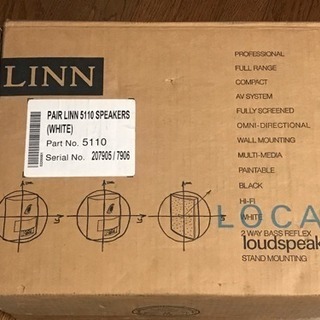 LINN
PAIR LINN 5110 SPEAKERS
(WHITE)
Part No. 5110
Serial No. 207905 / 7906
PROFESSIONAL
FULL RANGE
COMPACT
AV SYSTEM
FULLY SCREENED
OMNI-DIRECTIONAL
WALL MOUNTING
MULTI-MEDIA
PAINTABLE
BLACK
HI-FI
WHITE
LOCA
2 WAY BASS REFLEX
loudspeak
STAND MOUNTING